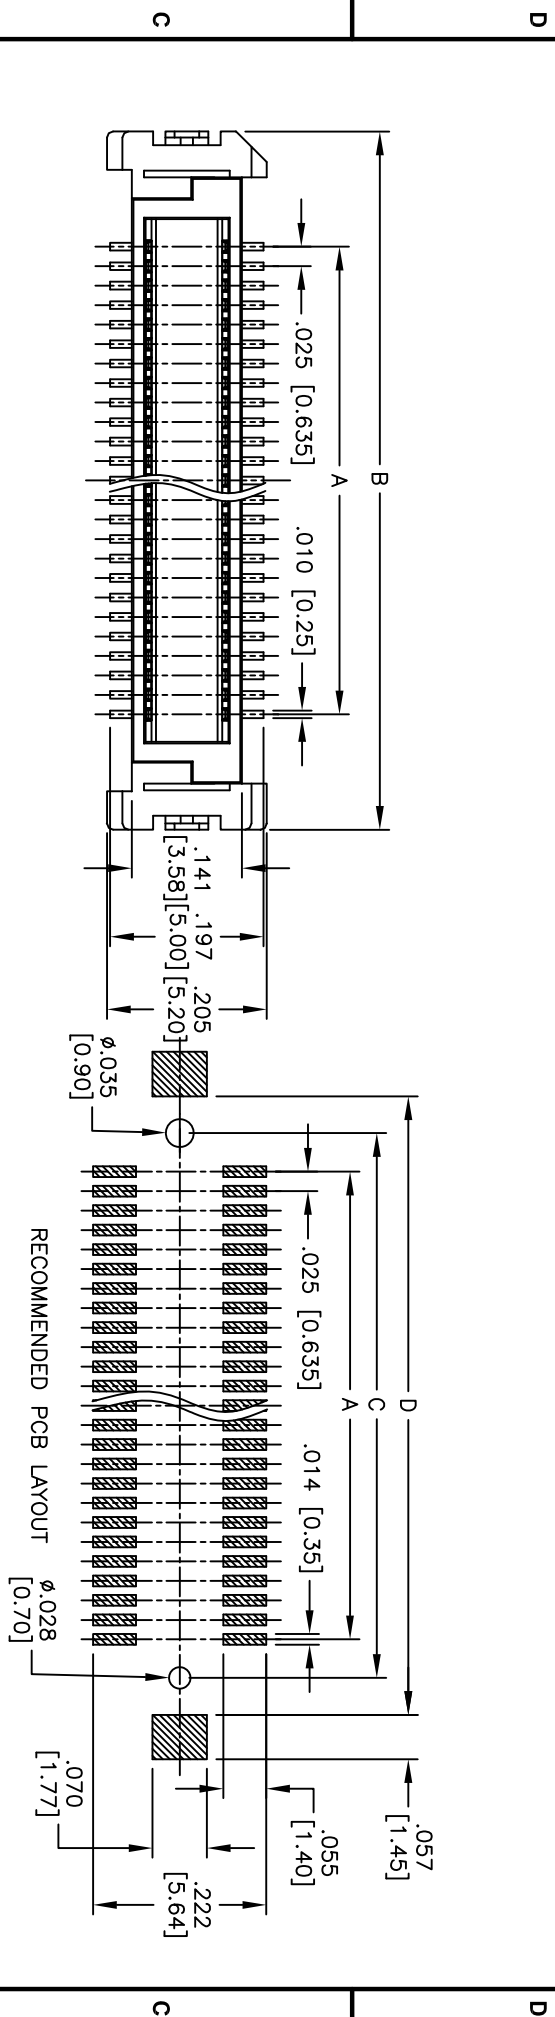 C
D
B
A
.025 [0.635]
.010 [0.25]
.141
[3.58]
.197
[5.00]
.205
[5.20]
ø.035
[0.90]
D
C
A
.025 [0.635]
.014 [0.35]
RECOMMENDED PCB LAYOUT
ø.028
[0.70]
.070
[1.77]
.057
[1.45]
.055
[1.40]
.222
[5.64]
C
D